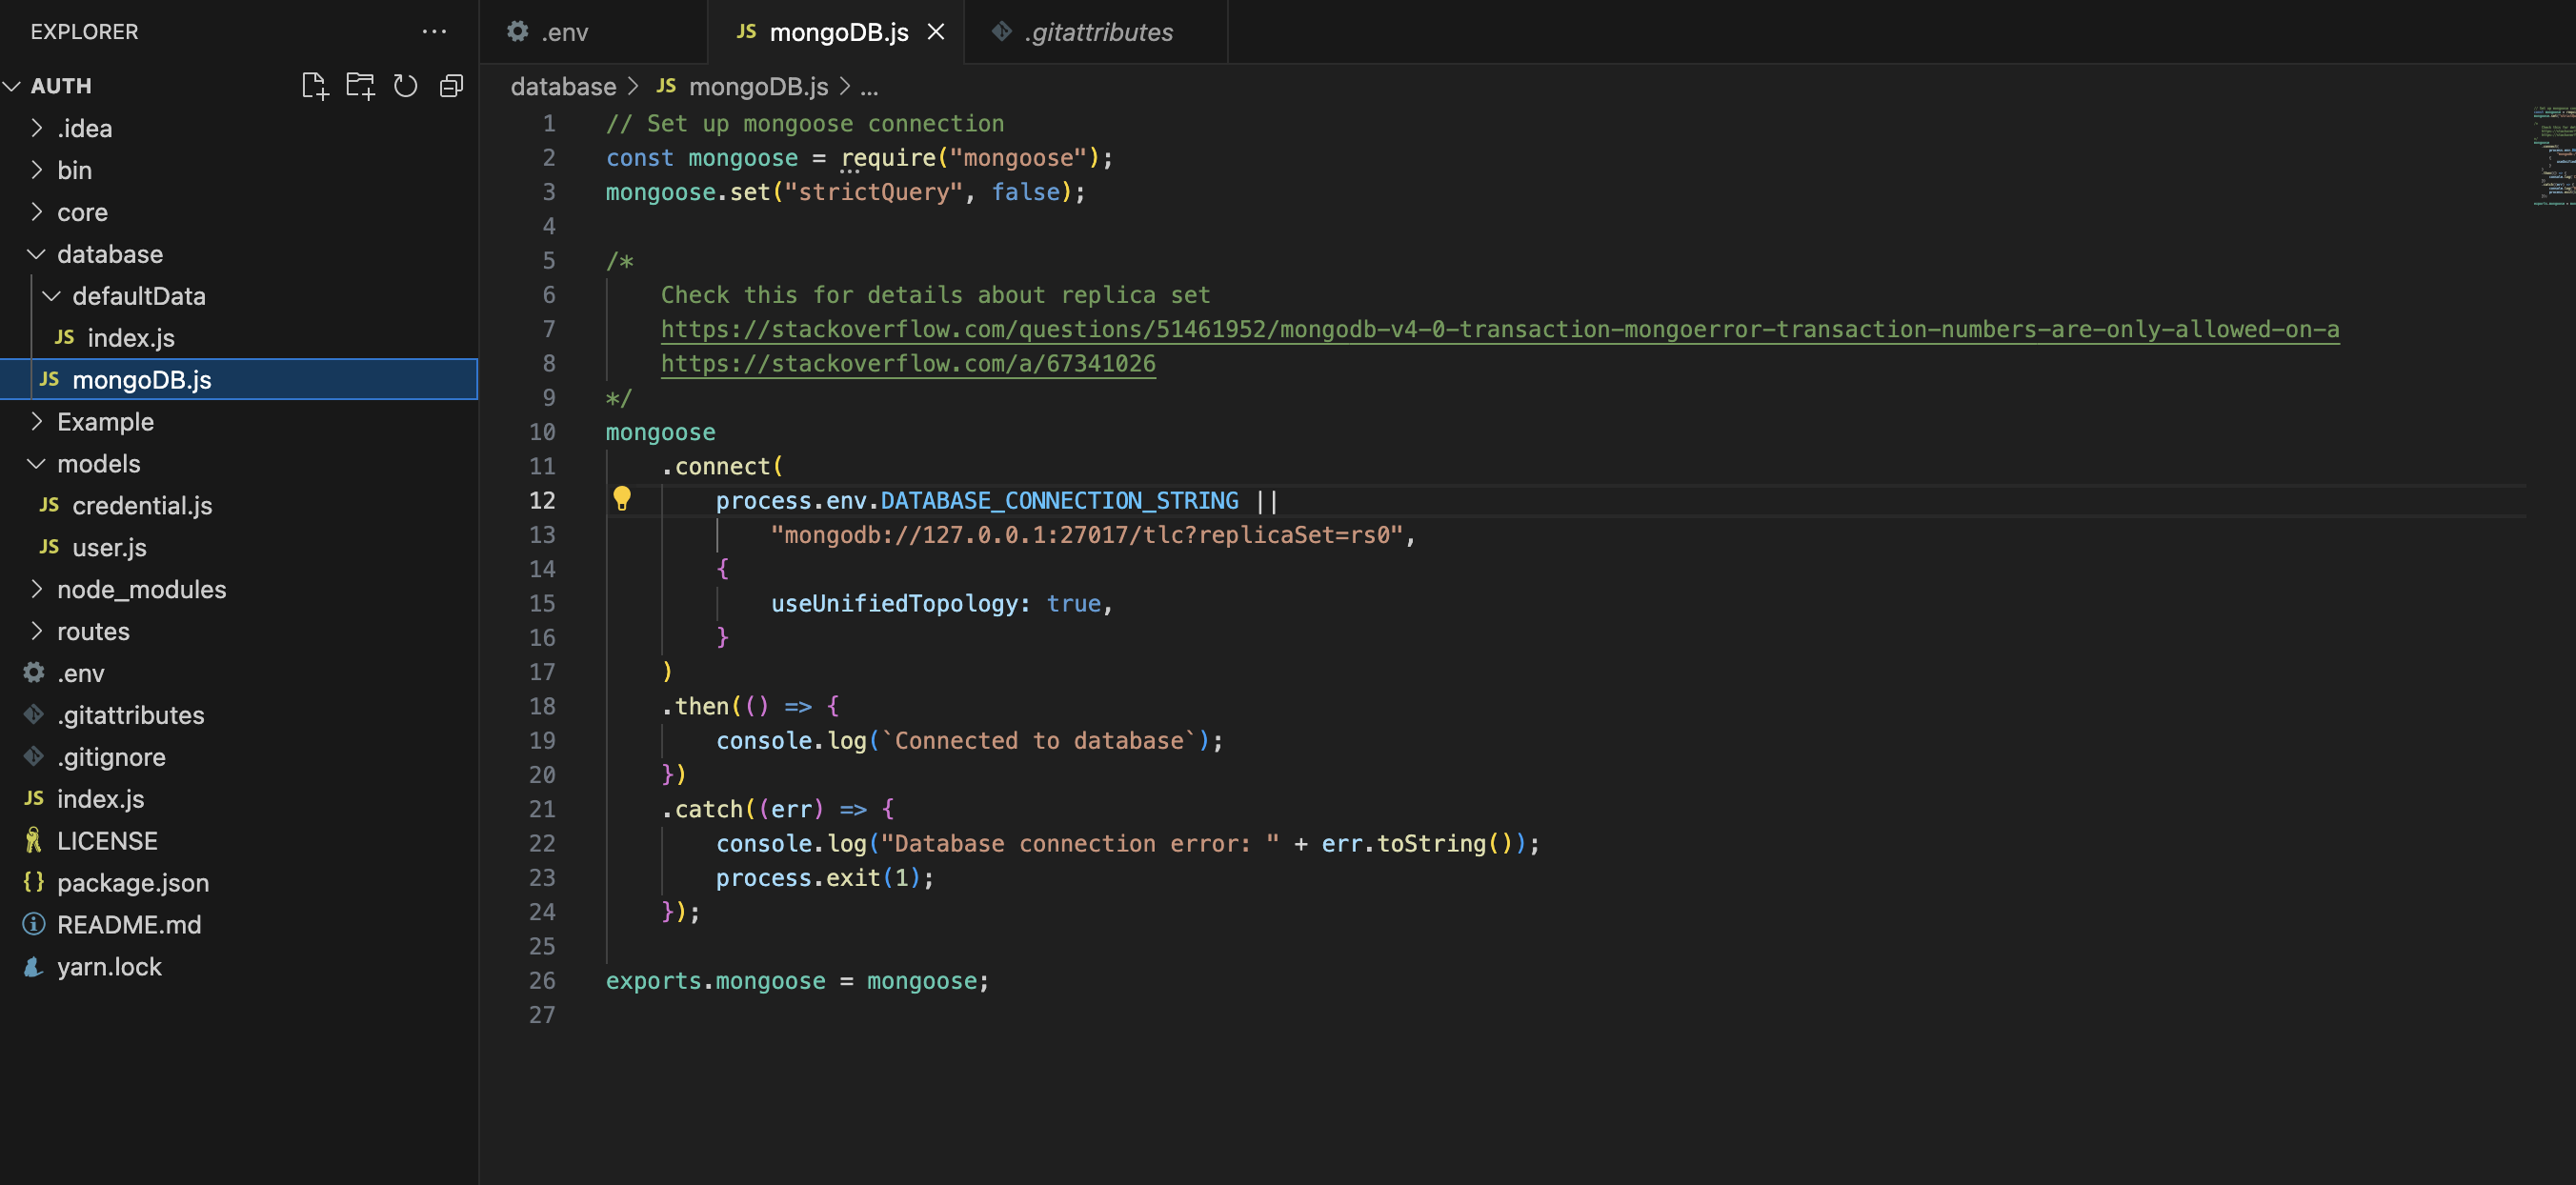 EXPLORER
...
AUTH
.idea
bin
core
database
defaultData
JS index.js
JS mongoDB.js
Example
models
JS credential.js
JS user.js
node_modules
routes
.env
.gitattributes
.gitignore
JS index.js
LICENSE
{} package.json
README.md
yarn.lock
.env
JS mongoDB.js
.gitattributes
database > JS mongoDB.js > ...
1 // Set up mongoose connection
2 const mongoose = require("mongoose");
3 mongoose.set("strictQuery", false);
4
5 /*
6 Check this for details about replica set
7 https://stackoverflow.com/questions/51461952/mongodb-v4-0-transaction-mongoerror-transaction-numbers-are-only-allowed-on-a
8 https://stackoverflow.com/a/67341026
9 */
10 mongoose
11 .connect(
12 process.env.DATABASE_CONNECTION_STRING ||
13 "mongodb://127.0.0.1:27017/tlc?replicaSet=rs0",
14 {
15 useUnifiedTopology: true,
16 }
17 )
18 .then(() => {
19 console.log(`Connected to database`);
20 })
21 .catch((err) => {
22 console.log("Database connection error: " + err.toString());
23 process.exit(1);
24 });
25
26 exports.mongoose = mongoose;
27